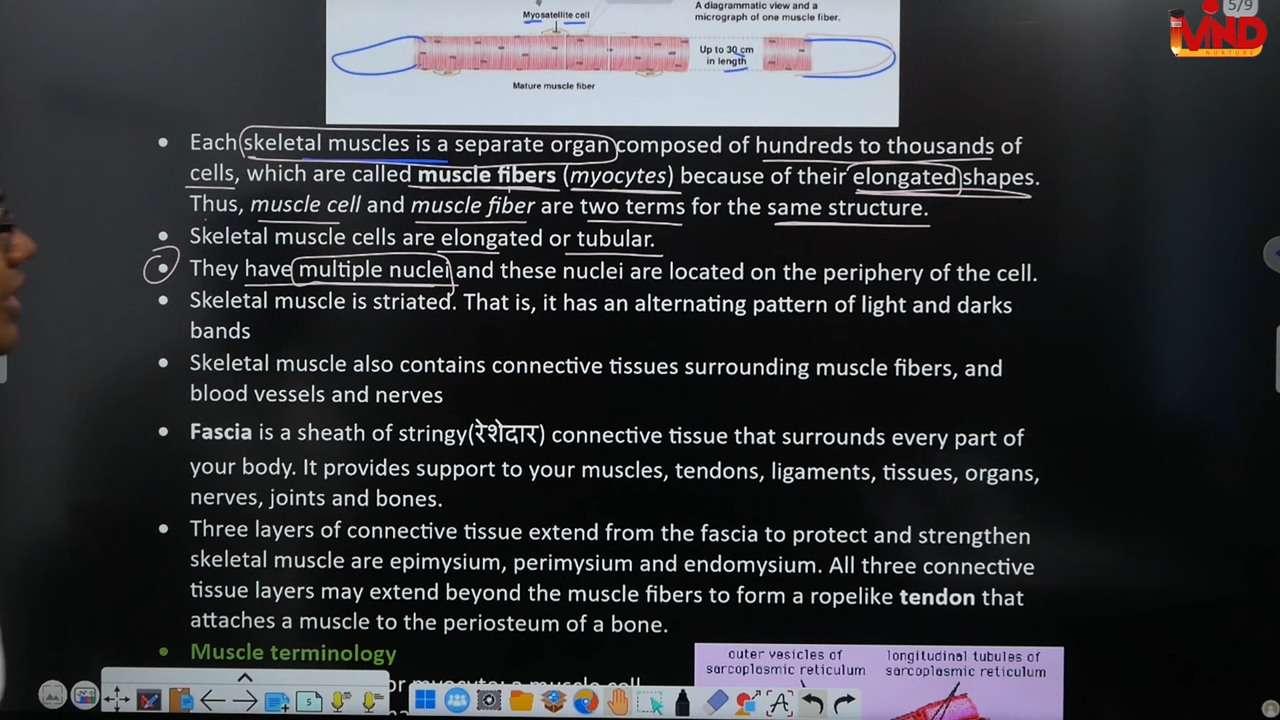 5/9
MIND
NURTURE
Myosatellite cell
A diagrammatic view and a
micrograph of one muscle fiber.
Up to 30 cm
in length
Mature muscle fiber
• Each skeletal muscles is a separate organ composed of hundreds to thousands of
cells, which are called muscle fibers (myocytes) because of their elongated shapes.
Thus, muscle cell and muscle fiber are two terms for the same structure.
• Skeletal muscle cells are elongated or tubular.
• They have multiple nuclei and these nuclei are located on the periphery of the cell.
• Skeletal muscle is striated. That is, it has an alternating pattern of light and darks
bands
• Skeletal muscle also contains connective tissues surrounding muscle fibers, and
blood vessels and nerves
• Fascia is a sheath of stringy(रेशेदार) connective tissue that surrounds every part of
your body. It provides support to your muscles, tendons, ligaments, tissues, organs,
nerves, joints and bones.
• Three layers of connective tissue extend from the fascia to protect and strengthen
skeletal muscle are epimysium, perimysium and endomysium. All three connective
tissue layers may extend beyond the muscle fibers to form a ropelike tendon that
attaches a muscle to the periosteum of a bone.
• Muscle terminology
outer vesicles of
sarcoplasmic reticulum
longitudinal tubules of
sarcoplasmic reticulum
or myocyte: a muscle cell
5